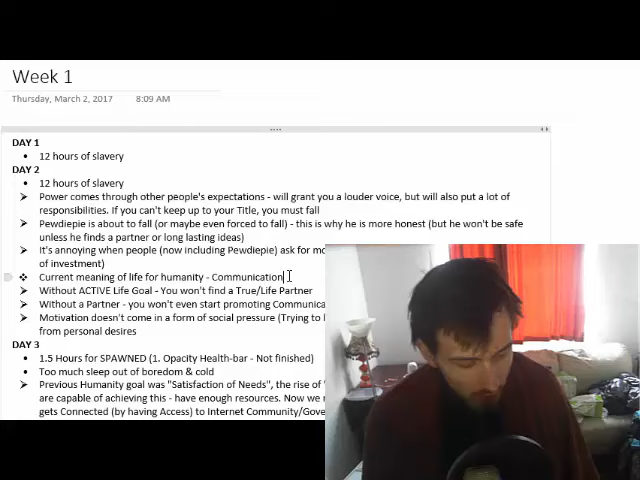 Week 1
Thursday, March 2, 2017 8:09 AM
DAY 1
• 12 hours of slavery
DAY 2
• 12 hours of slavery
➢ Power comes through other people's expectations - will grant you a louder voice, but will also put a lot of
responsibilities. If you can't keep up to your Title, you must fall
➢ Pewdiepie is about to fall (or maybe even forced to fall) - this is why he is more honest (but he won't be safe
unless he finds a partner or long lasting ideas)
➢ It's annoying when people (now including Pewdiepie) ask for
of investment)
❖ Current meaning of life for humanity - Communication
➢ Without ACTIVE Life Goal - You won't find a True/Life Partner
➢ Without a Partner - you won't even start promoting
➢ Motivation doesn't come in a form of social pressure (Trying to
from personal desires
DAY 3
• 1.5 Hours for SPAWNED (1. Opacity Health-bar - Not finished)
• Too much sleep out of boredom & cold
➢ Previous Humanity goal was "Satisfaction of Needs", the rise of
are capable of achieving this - have enough resources. Now we
gets Connected (by having Access) to Internet